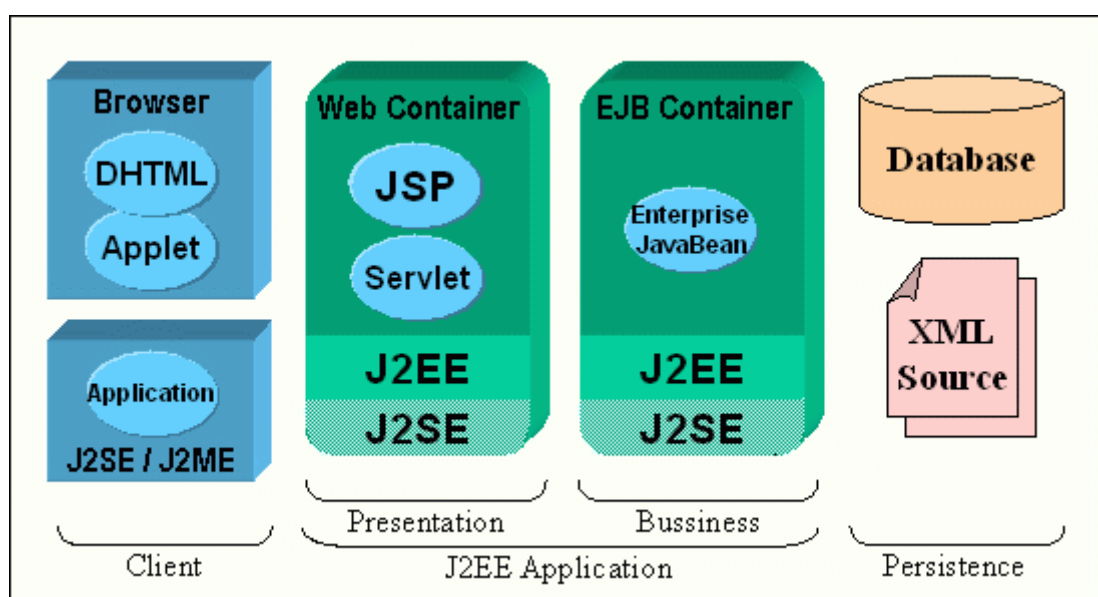 Browser
DHTML
Applet
Application
J2SE / J2ME
Client
Web Container
JSP
Servlet
J2EE
J2SE
Presentation
EJB Container
Enterprise
JavaBean
J2EE
J2SE
Bussiness
J2EE Application
Database
XML
Source
Persistence